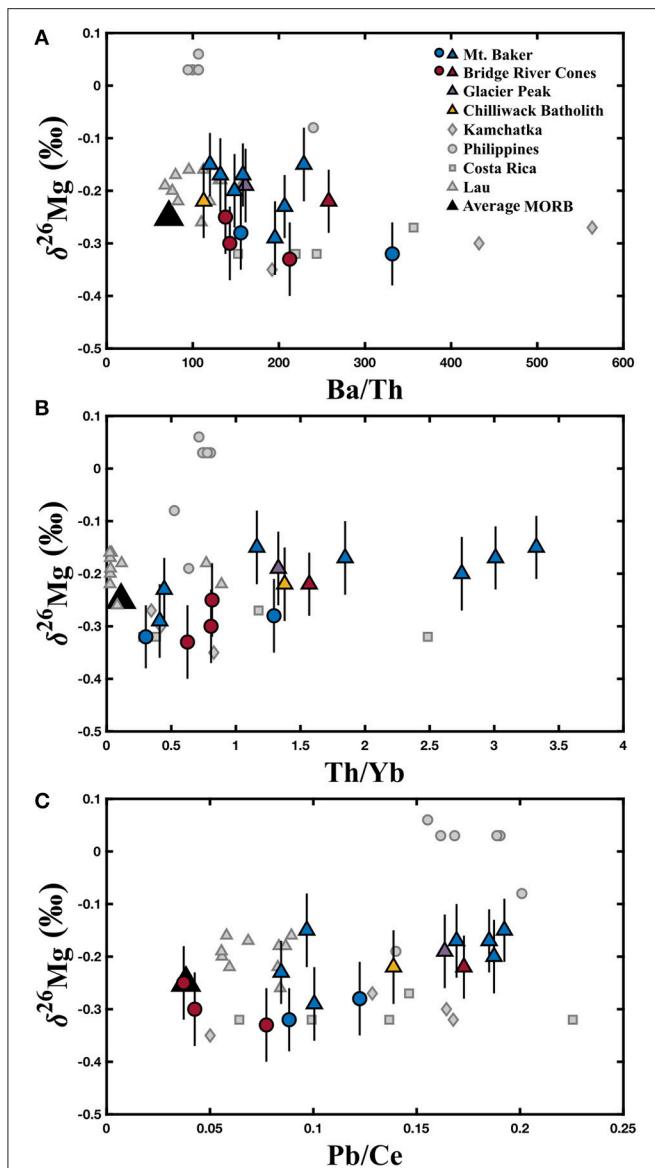 A
0.1
0
-0.1
-0.2
-0.3
-0.4
-0.5
δ26Mg (‰)
Mt. Baker
Bridge River Cones
Glacier Peak
Chilliwack Batholith
Kamchatka
Philippines
Costa Rica
Lau
Average MORB
0 100 200 300 400 500 600
Ba/Th
B
0.1
0
-0.1
-0.2
-0.3
-0.4
-0.5
δ26Mg (‰)
0 0.5 1 1.5 2 2.5 3 3.5 4
Th/Yb
C
0.1
0
-0.1
-0.2
-0.3
-0.4
-0.5
δ26Mg (‰)
0 0.05 0.1 0.15 0.2 0.25
Pb/Ce